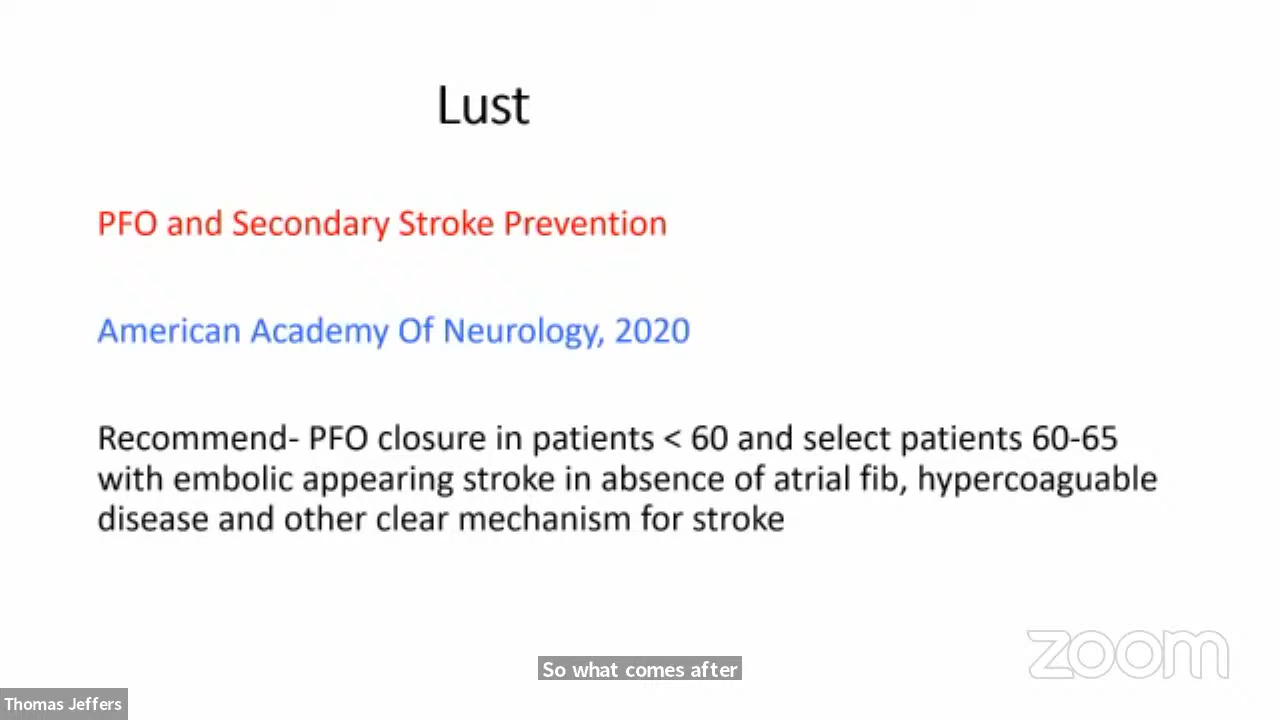 Lust
PFO and Secondary Stroke Prevention
American Academy Of Neurology, 2020
Recommend- PFO closure in patients < 60 and select patients 60-65
with embolic appearing stroke in absence of atrial fib, hypercoaguable
disease and other clear mechanism for stroke
zoom
So what comes after
Thomas Jeffers